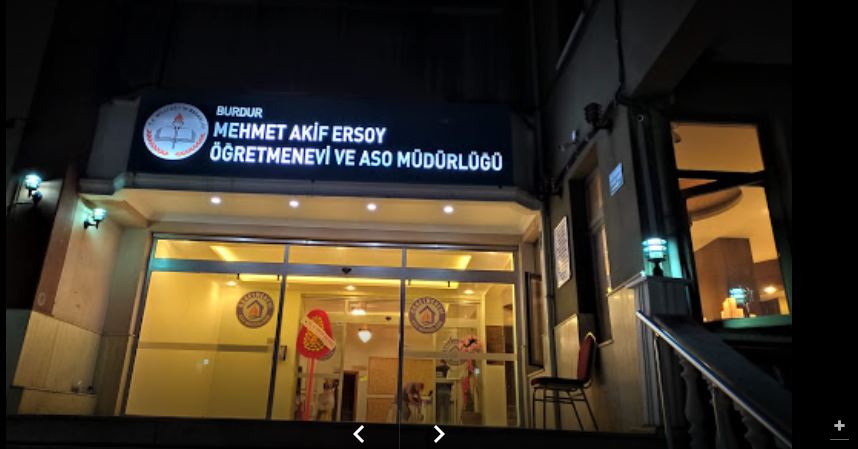 BURDUR
MEHMET AKİF ERSOY
ÖĞRETMENEVİ VE ASO MÜDÜRLÜĞÜ